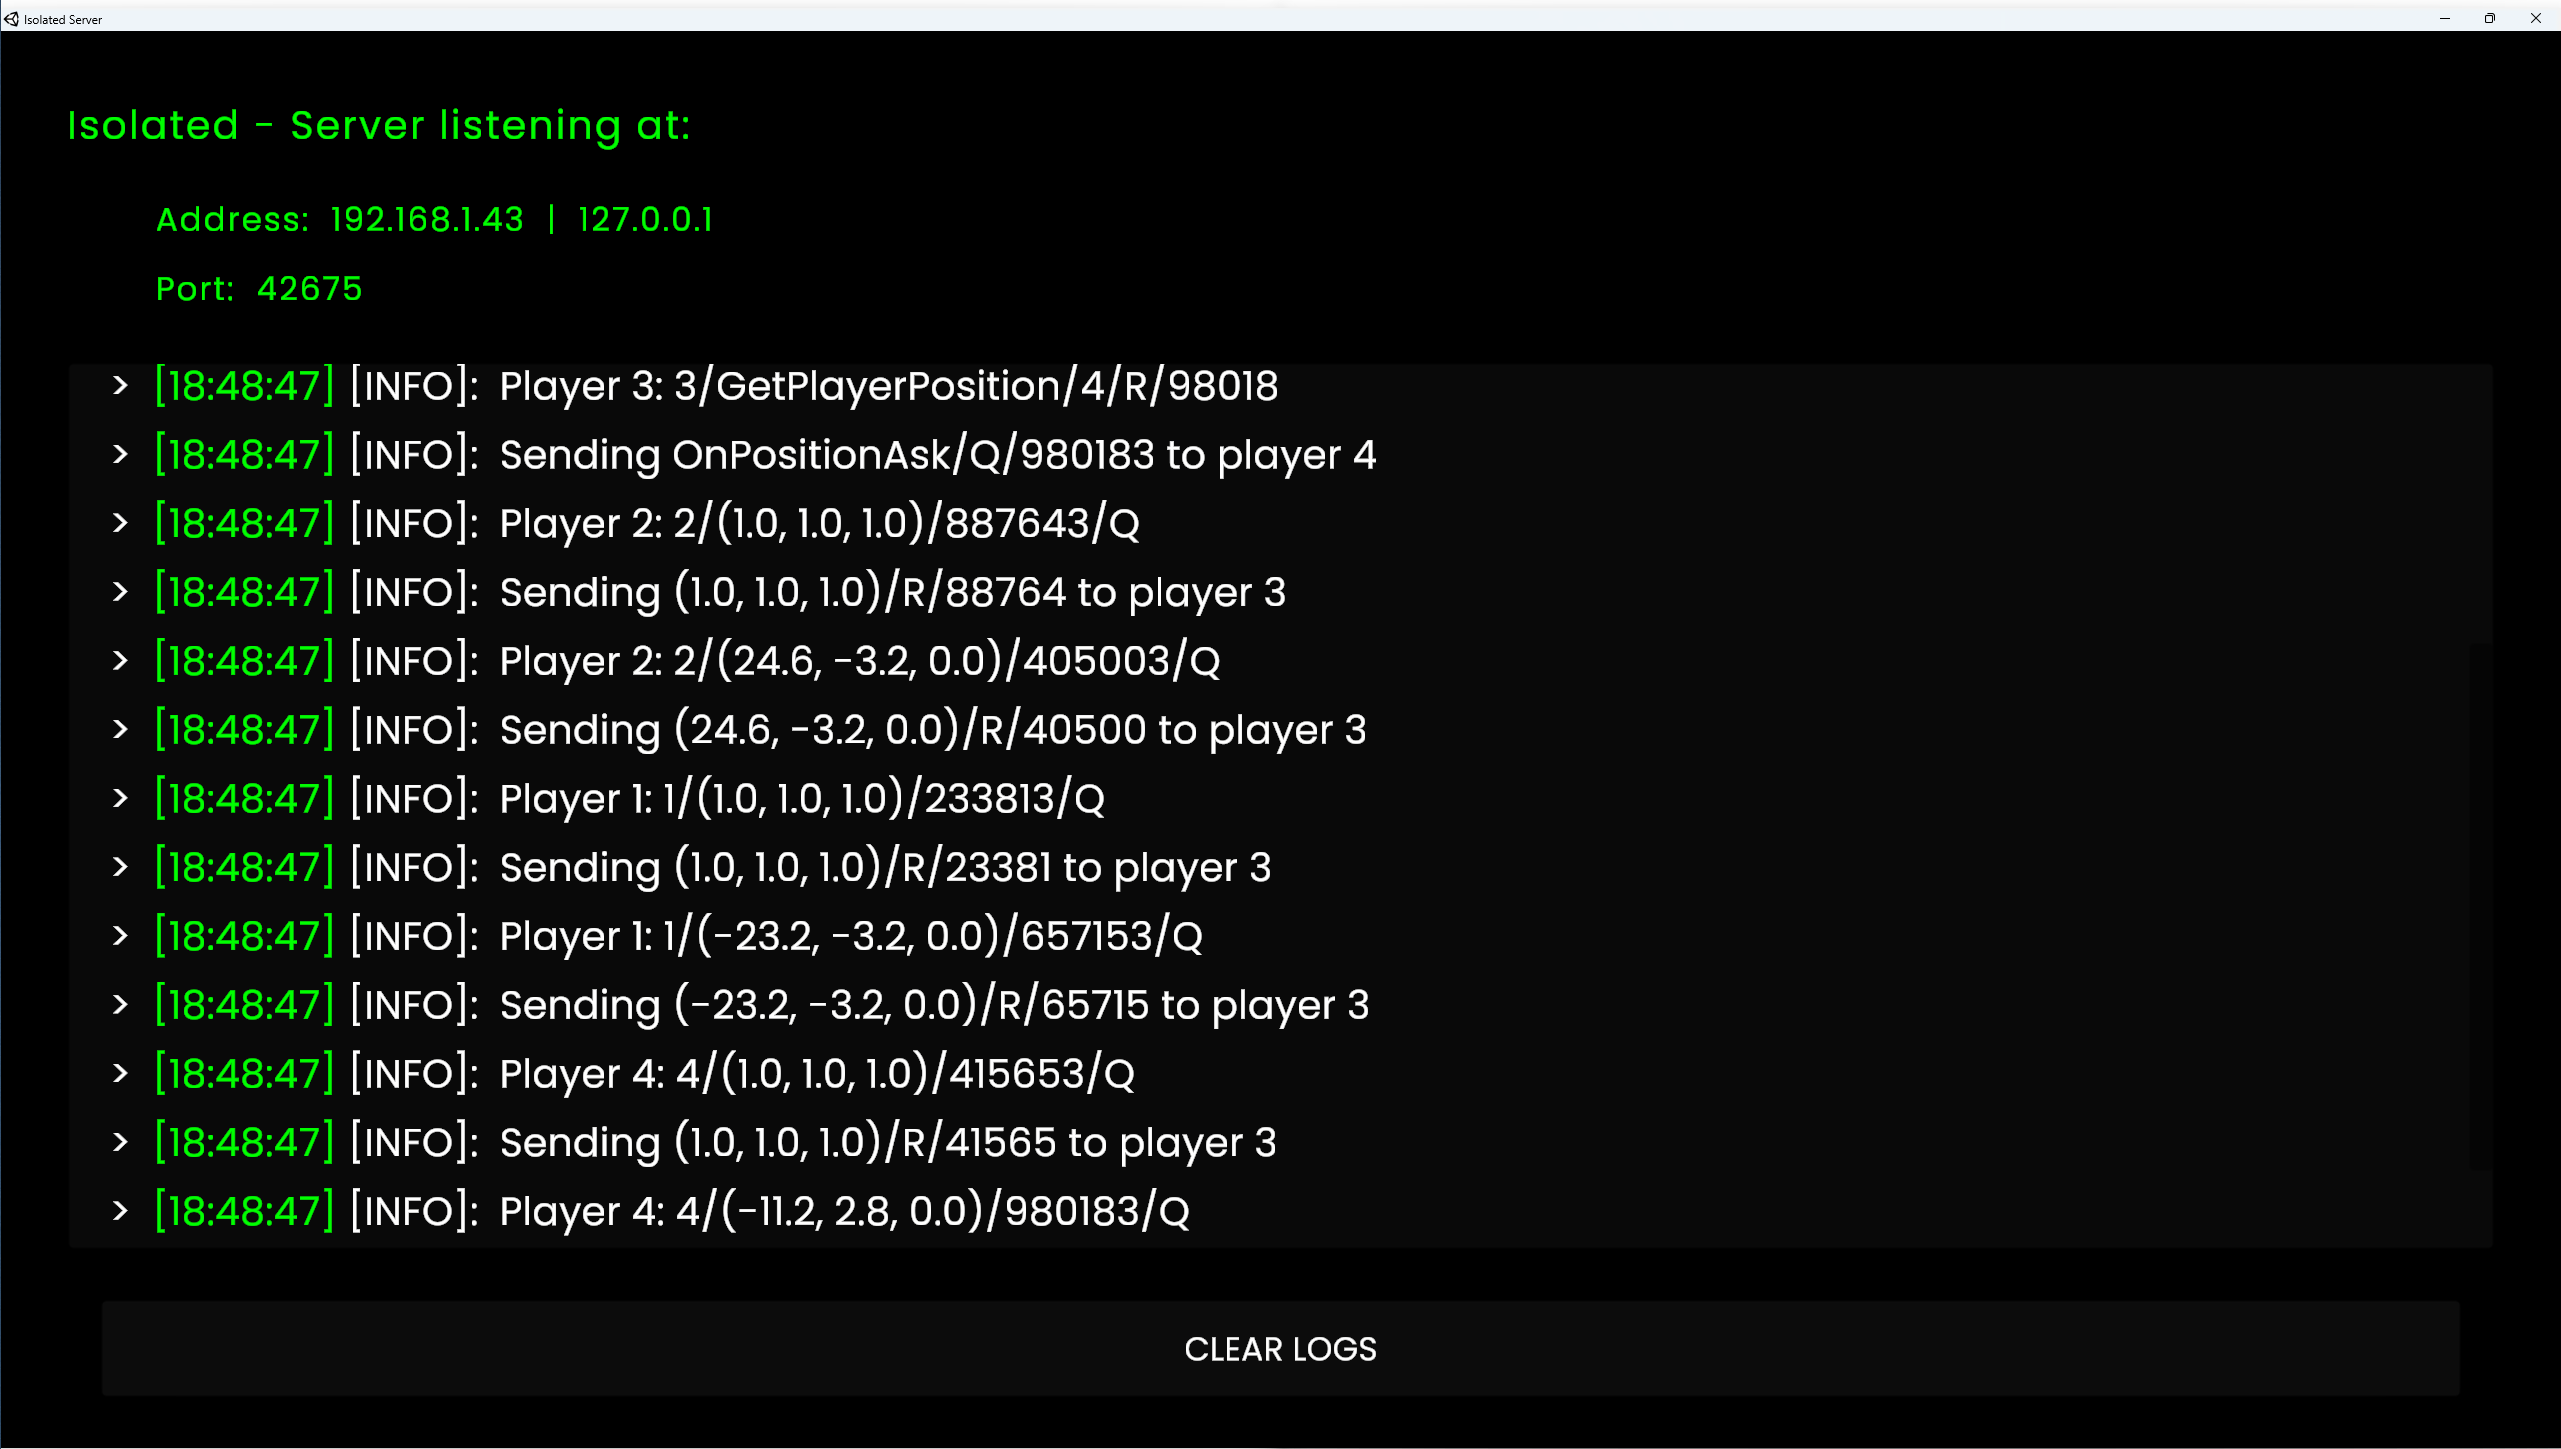 Isolated Server
Isolated - Server listening at:
Address: 192.168.1.43 | 127.0.0.1
Port: 42675
> [18:48:47] [INFO]: Player 3: 3/GetPlayerPosition/4/R/98018
> [18:48:47] [INFO]: Sending OnPositionAsk/Q/980183 to player 4
> [18:48:47] [INFO]: Player 2: 2/(1.0, 1.0, 1.0)/887643/Q
> [18:48:47] [INFO]: Sending (1.0, 1.0, 1.0)/R/88764 to player 3
> [18:48:47] [INFO]: Player 2: 2/(24.6, -3.2, 0.0)/405003/Q
> [18:48:47] [INFO]: Sending (24.6, -3.2, 0.0)/R/40500 to player 3
> [18:48:47] [INFO]: Player 1: 1/(1.0, 1.0, 1.0)/233813/Q
> [18:48:47] [INFO]: Sending (1.0, 1.0, 1.0)/R/23381 to player 3
> [18:48:47] [INFO]: Player 1: 1/(-23.2, -3.2, 0.0)/657153/Q
> [18:48:47] [INFO]: Sending (-23.2, -3.2, 0.0)/R/65715 to player 3
> [18:48:47] [INFO]: Player 4: 4/(1.0, 1.0, 1.0)/415653/Q
> [18:48:47] [INFO]: Sending (1.0, 1.0, 1.0)/R/41565 to player 3
> [18:48:47] [INFO]: Player 4: 4/(-11.2, 2.8, 0.0)/980183/Q
CLEAR LOGS